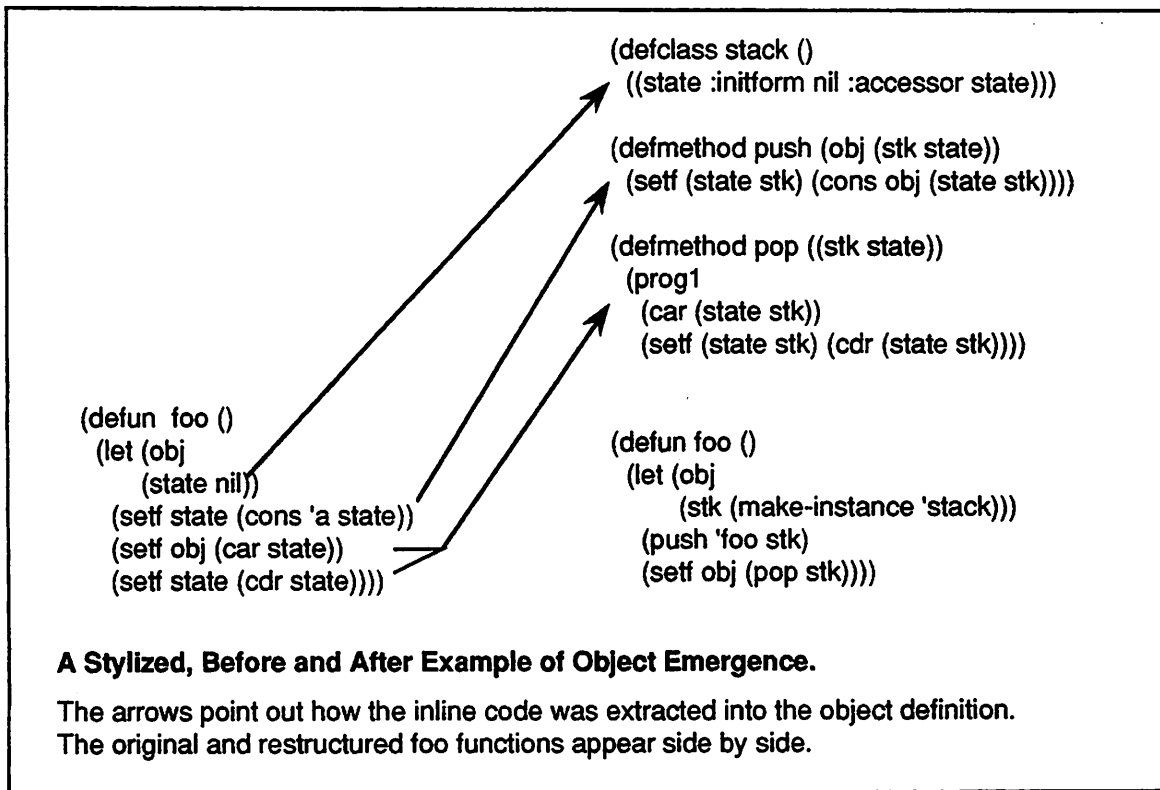 (defclass stack ()
((state :initform nil :accessor state)))
(defmethod push (obj (stk state))
(setf (state stk) (cons obj (state stk))))
(defmethod pop ((stk state))
(prog1
(car (state stk))
(setf (state stk) (cdr (state stk))))
(defun foo ()
(let (obj
(state nil))
(setf state (cons 'a state))
(setf obj (car state))
(setf state (cdr state))))
(defun foo ()
(let (obj
(stk (make-instance 'stack)))
(push 'foo stk)
(setf obj (pop stk))))
A Stylized, Before and After Example of Object Emergence.
The arrows point out how the inline code was extracted into the object definition.
The original and restructured foo functions appear side by side.